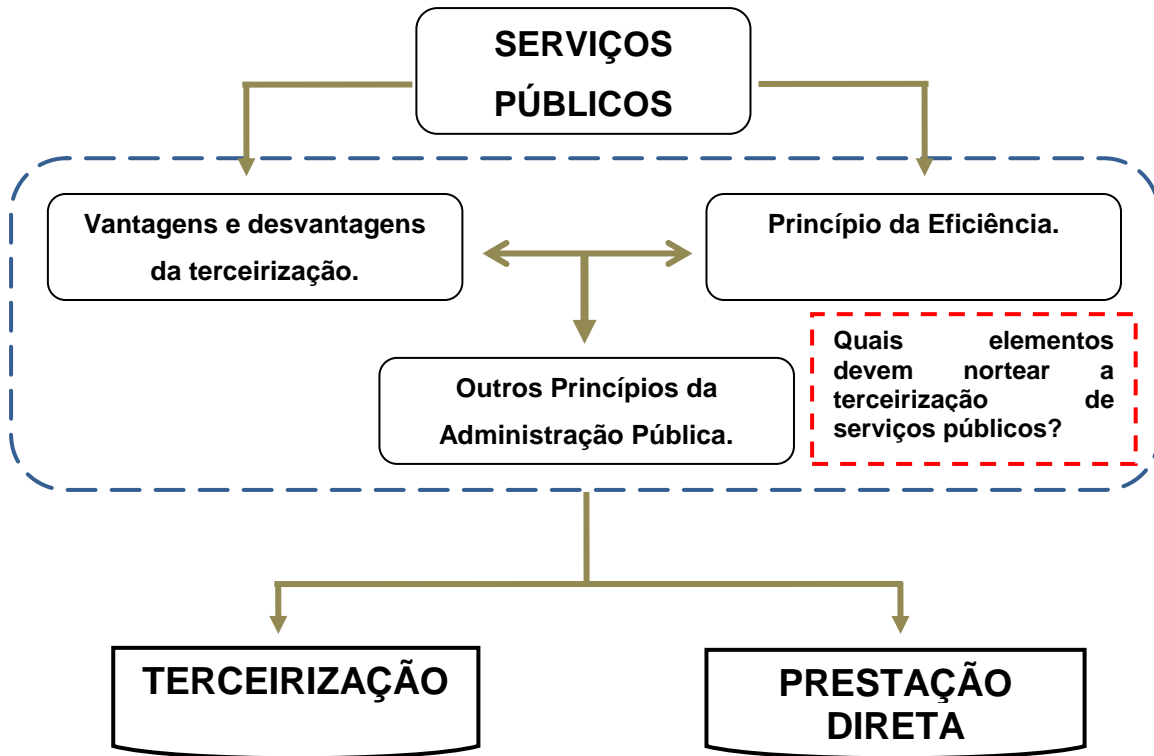 SERVIÇOS
PÚBLICOS
Vantagens e desvantagens
da terceirização.
Princípio da Eficiência.
Quais elementos
devem nortear a
terceirização de
serviços públicos?
Outros Princípios da
Administração Pública.
TERCEIRIZAÇÃO
PRESTAÇÃO
DIRETA